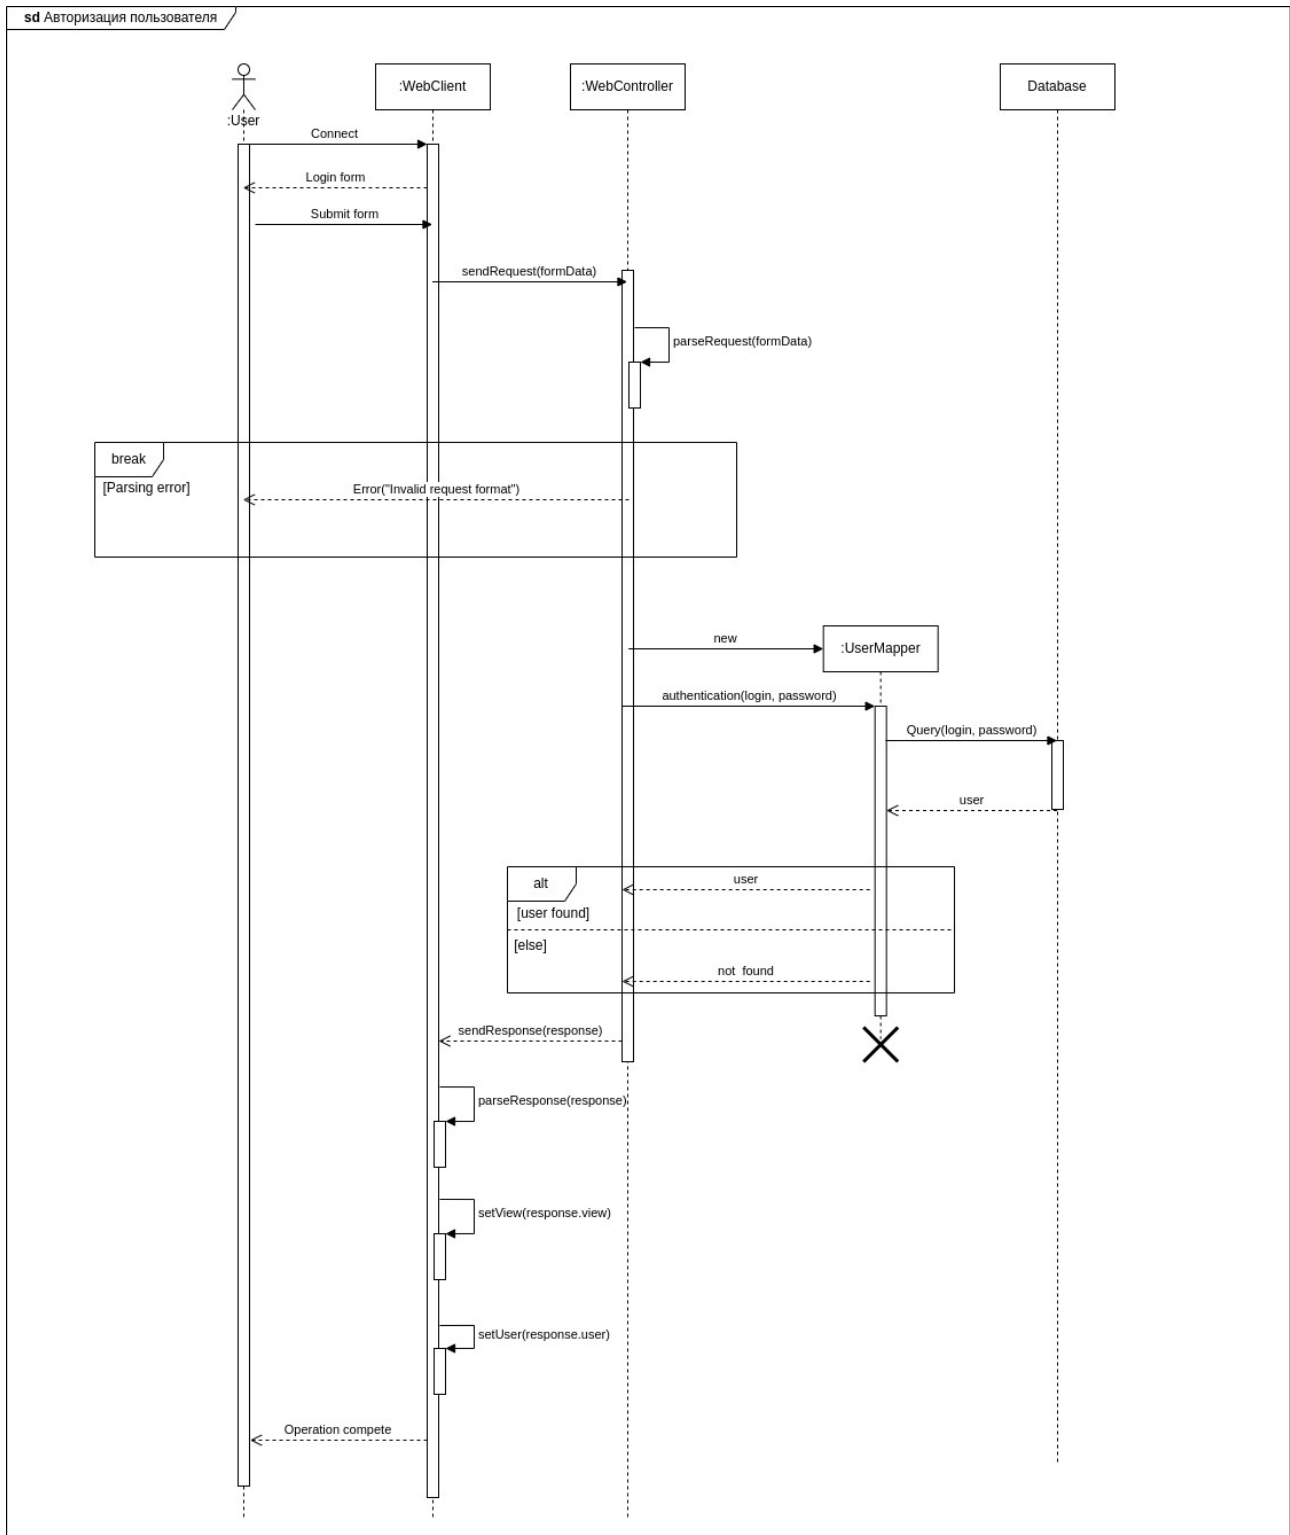 sd Авторизация пользователя
:User
:WebClient
:WebController
Database
Connect
Login form
Submit form
sendRequest(formData)
parseRequest(formData)
break
[Parsing error]
Error("Invalid request format")
new
:UserMapper
authentication(login, password)
Query(login, password)
user
alt
user
[user found]
[else]
not found
sendResponse(response)
parseResponse(response)
setView(response.view)
setUser(response.user)
Operation compete